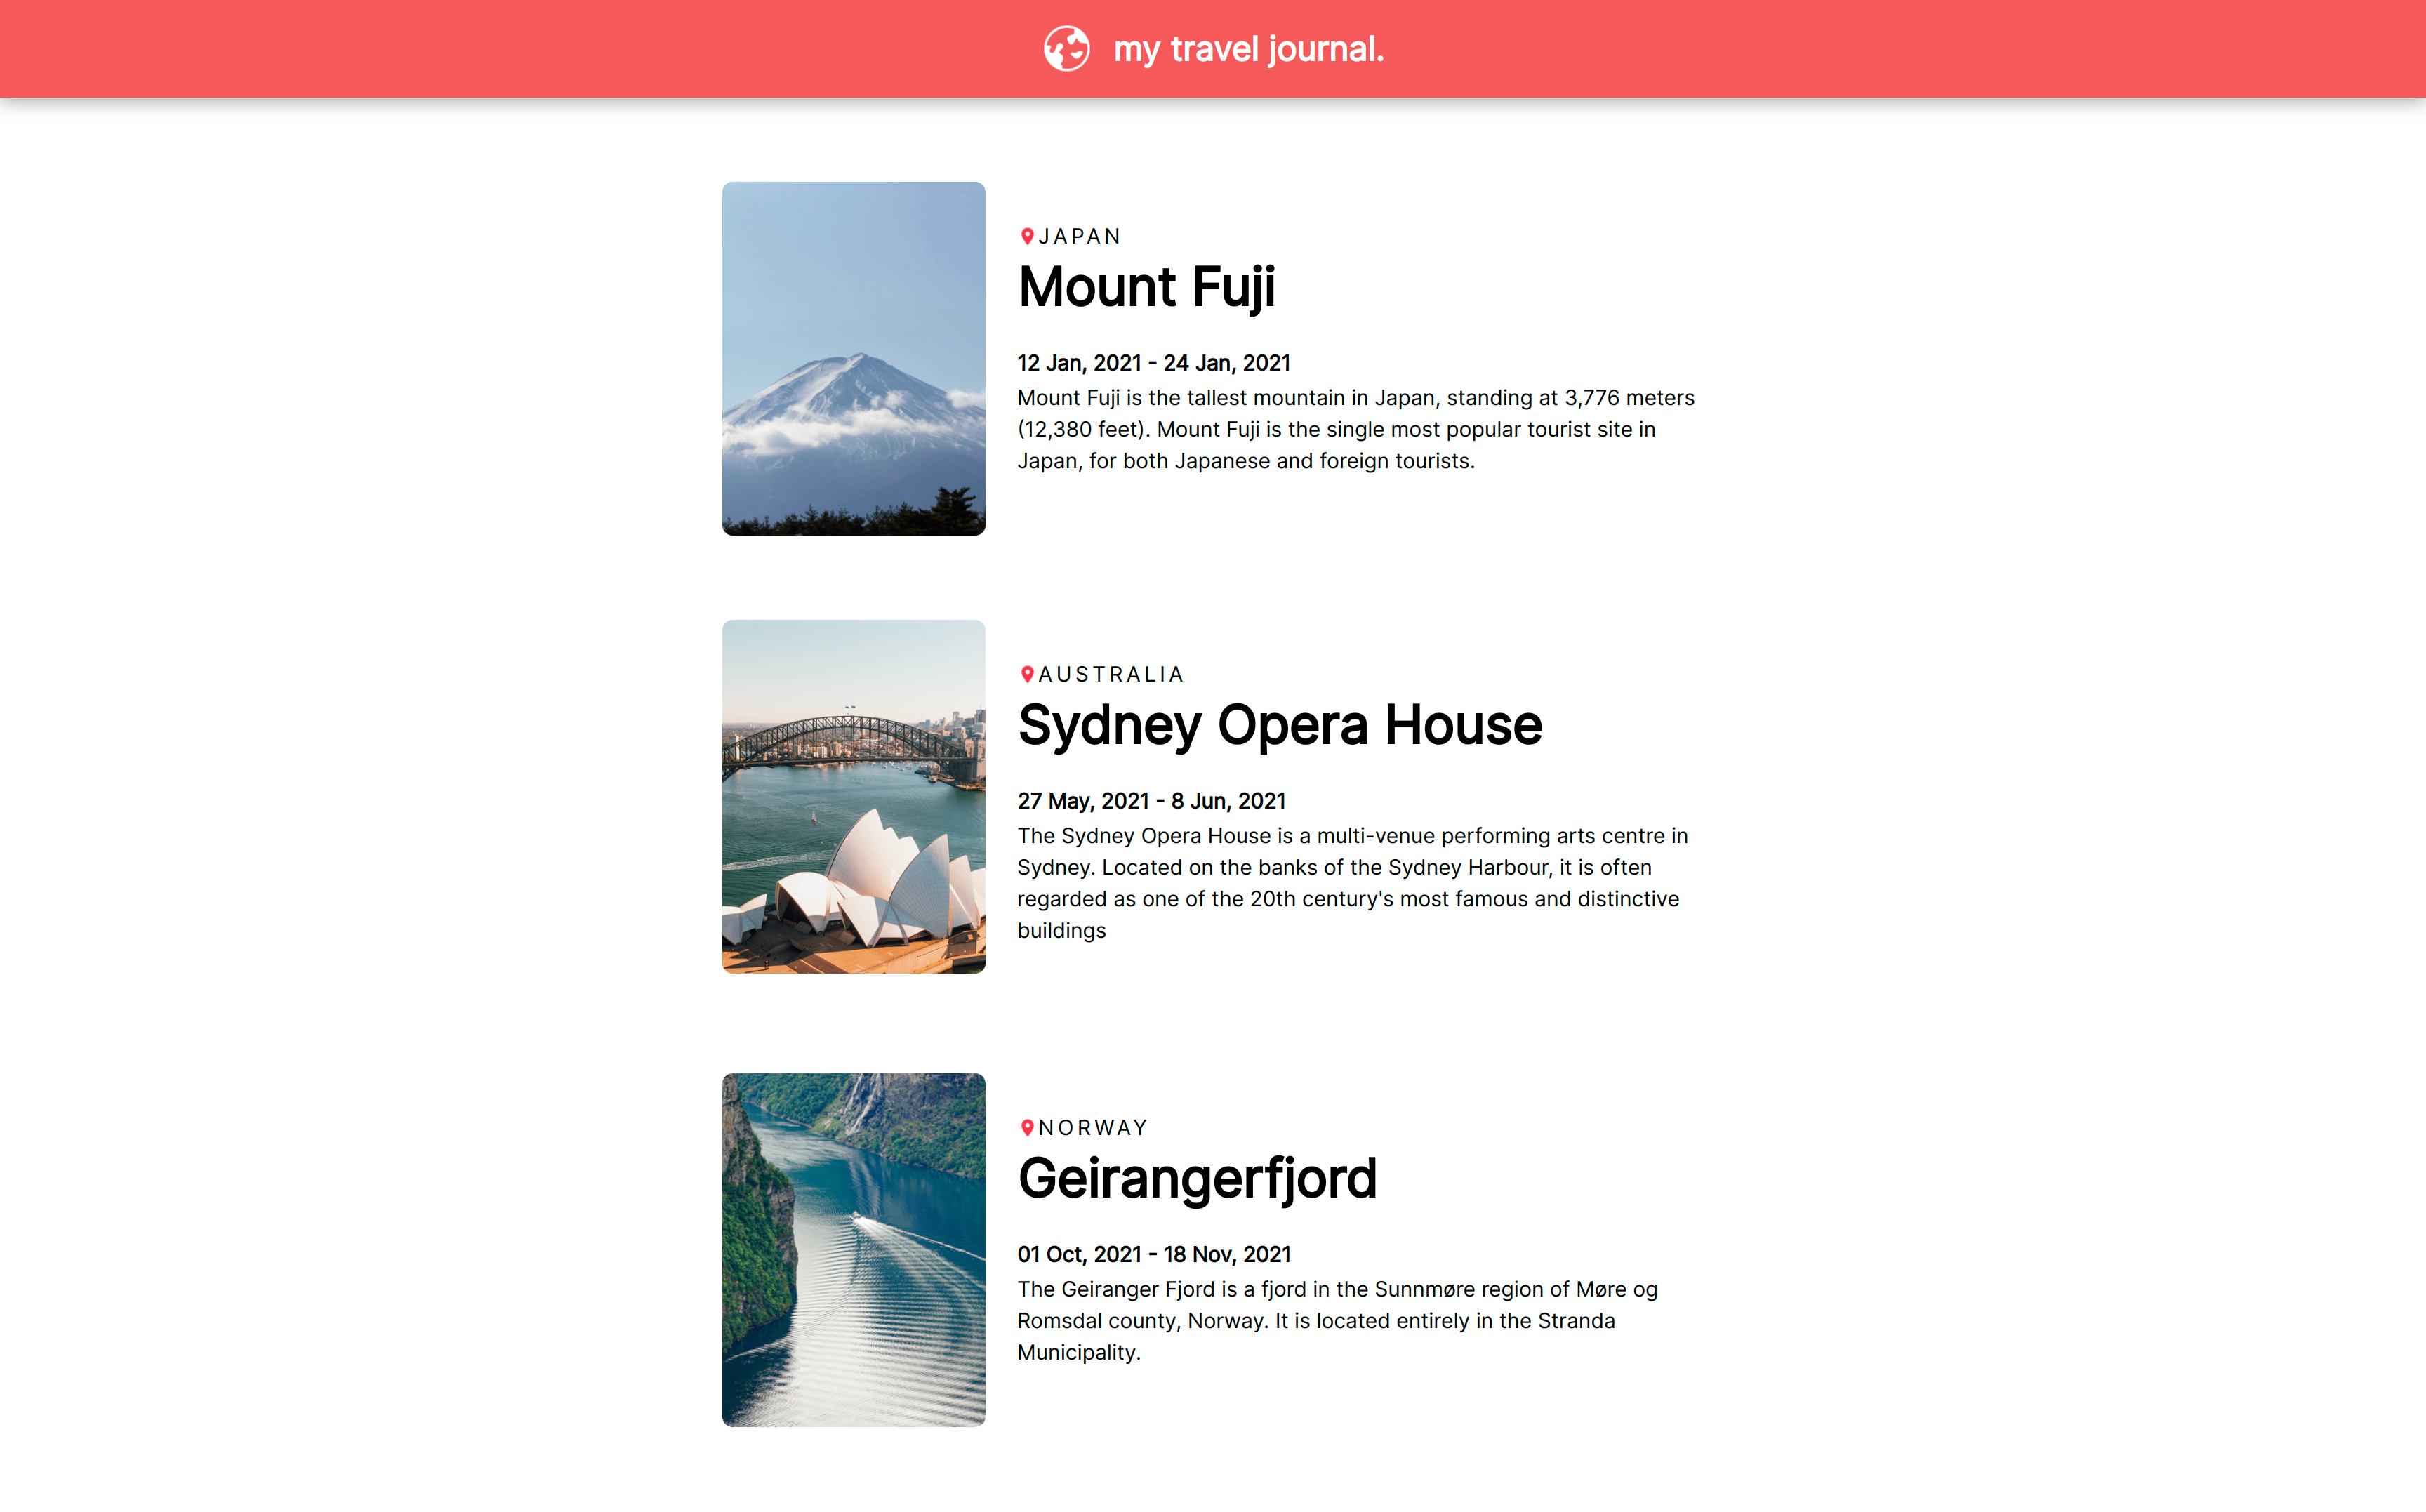 my travel journal.
JAPAN
Mount Fuji
12 Jan, 2021 - 24 Jan, 2021
Mount Fuji is the tallest mountain in Japan, standing at 3,776 meters
(12,380 feet). Mount Fuji is the single most popular tourist site in
Japan, for both Japanese and foreign tourists.
AUSTRALIA
Sydney Opera House
27 May, 2021 - 8 Jun, 2021
The Sydney Opera House is a multi-venue performing arts centre in
Sydney. Located on the banks of the Sydney Harbour, it is often
regarded as one of the 20th century's most famous and distinctive
buildings
NORWAY
Geirangerfjord
01 Oct, 2021 - 18 Nov, 2021
The Geiranger Fjord is a fjord in the Sunnmøre region of Møre og
Romsdal county, Norway. It is located entirely in the Stranda
Municipality.